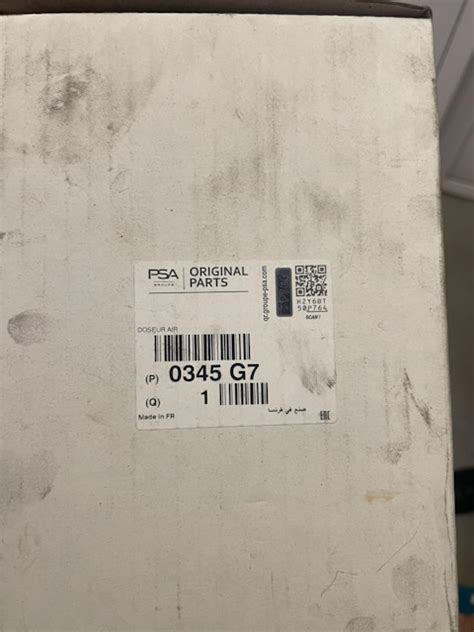 PSA
GROUPE
ORIGINAL
PARTS
qr.groupe-psa.com
H2Y6BT
50P764
SCAN !
DOSEUR AIR
(P) 0345 G7
(Q) 1
Made in FR
صنع في فرنسا
EAC